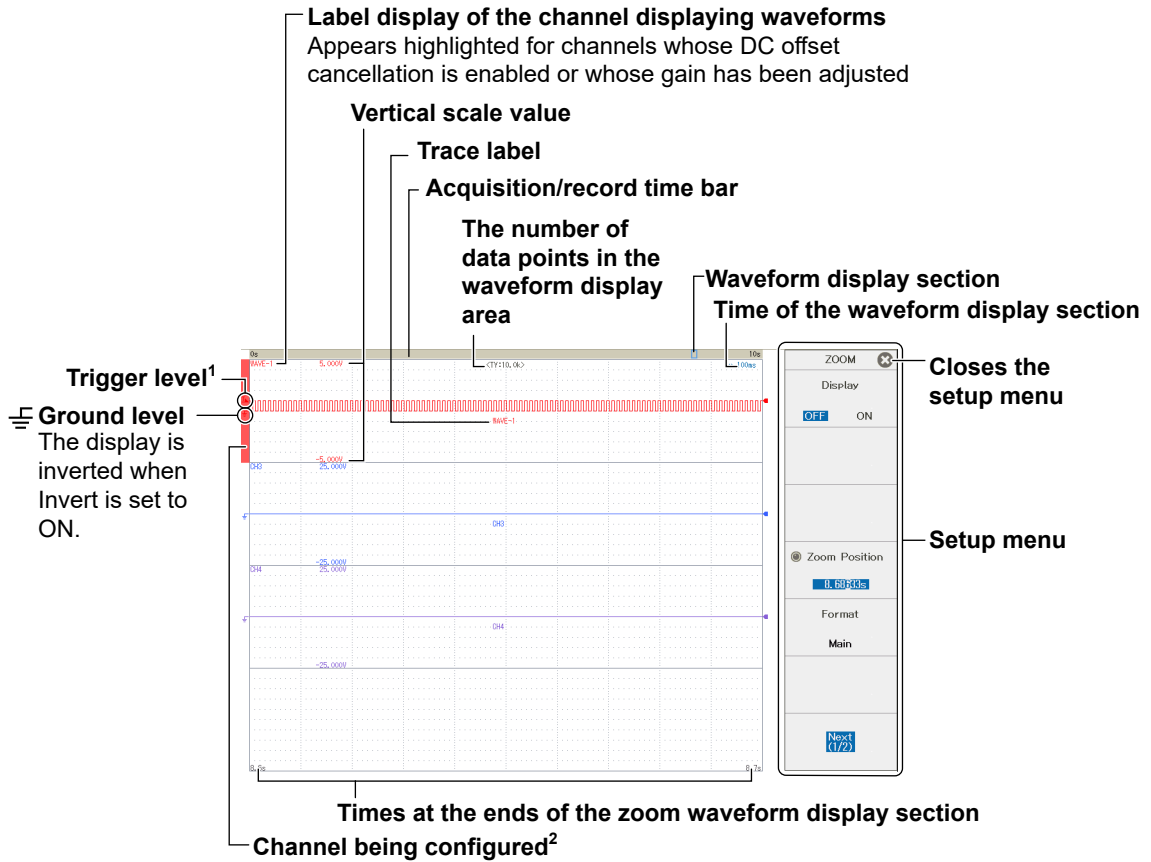 Label display of the channel displaying waveforms
Appears highlighted for channels whose DC offset
cancellation is enabled or whose gain has been adjusted
Vertical scale value
Trace label
Acquisition/record time bar
The number of
data points in the
waveform display
area
Waveform display section
Time of the waveform display section
0s
10s
WAVE-1
5.000V
<TY:10.0k>
100ms
Trigger level1
Ground level
The display is
inverted when
Invert is set to
ON.
WAVE-1
-5.000V
CH3
25.000V
CH3
-25.000V
CH4
25.000V
CH4
-25.000V
ZOOM
Closes the
setup menu
Display
OFF ON
Setup menu
Zoom Position
Format
Main
Next
(1/2)
Times at the ends of the zoom waveform display section
Channel being configured2